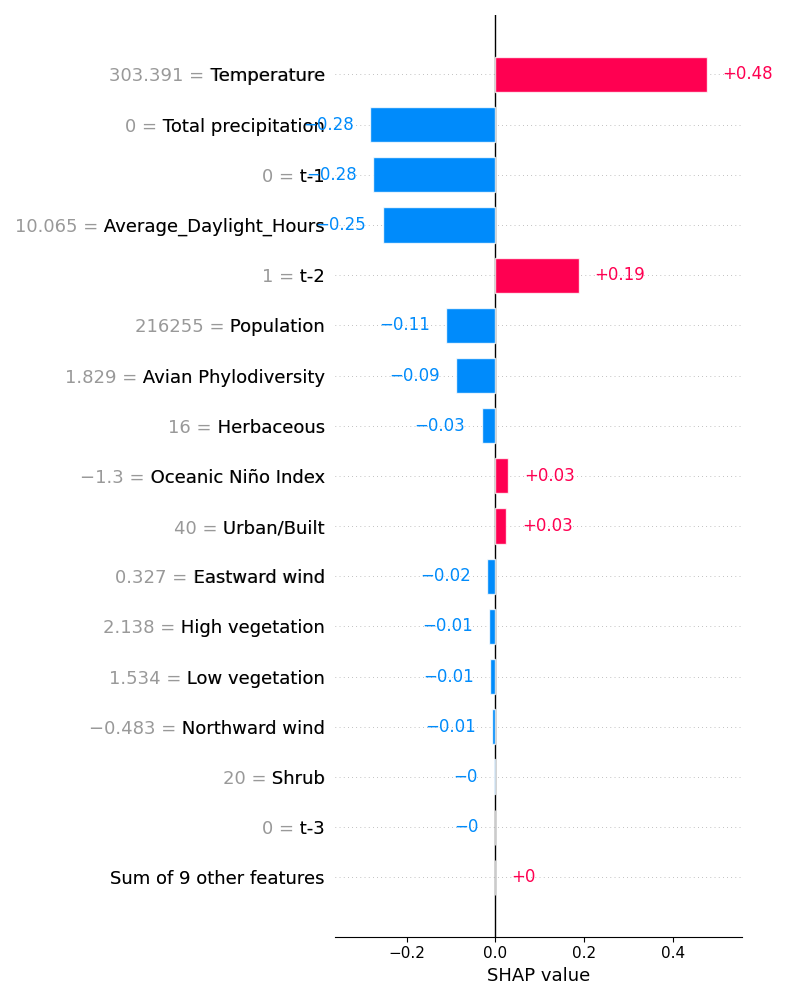 303.391 = Temperature +0.48
0 = Total precipitation −0.28
0 = t-1 −0.28
10.065 = Average_Daylight_Hours −0.25
1 = t-2 +0.19
216255 = Population −0.11
1.829 = Avian Phylodiversity −0.09
16 = Herbaceous −0.03
−1.3 = Oceanic Niño Index +0.03
40 = Urban/Built +0.03
0.327 = Eastward wind −0.02
2.138 = High vegetation −0.01
1.534 = Low vegetation −0.01
−0.483 = Northward wind −0.01
20 = Shrub −0
0 = t-3 −0
Sum of 9 other features +0
−0.2 0.0 0.2 0.4
SHAP value